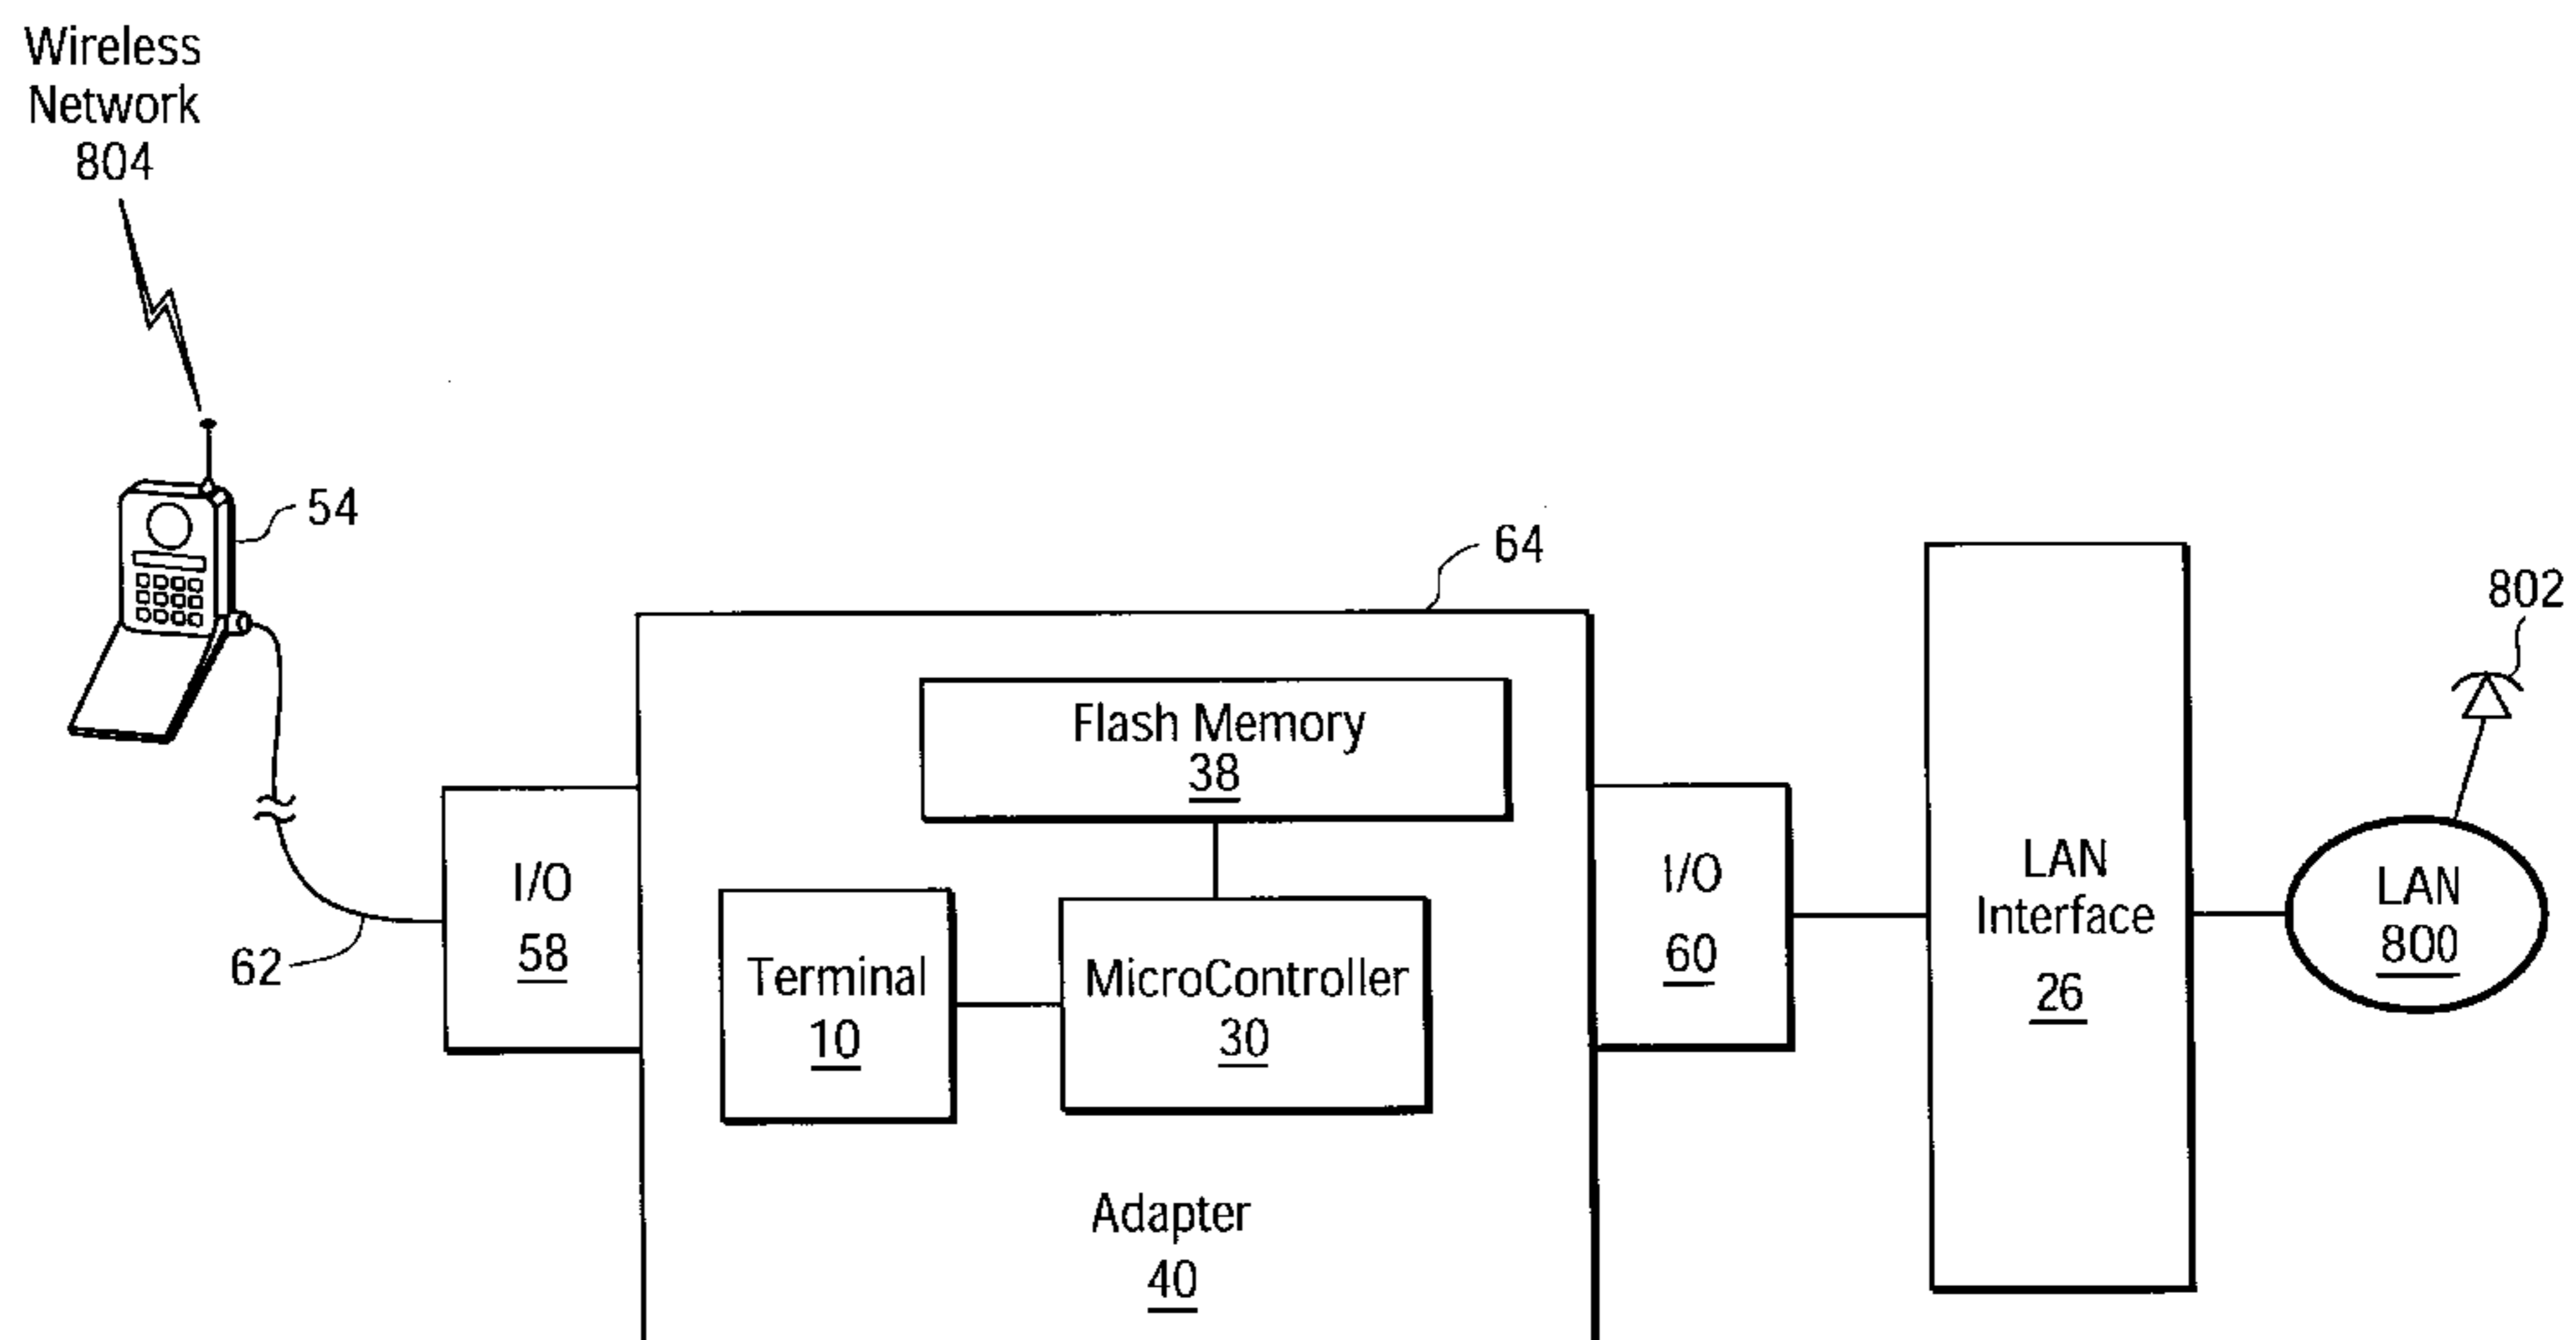 Wireless
Network
804
54
64
802
Flash Memory
38
I/O
58
I/O
60
LAN
Interface
26
LAN
800
62
Terminal
10
MicroController
30
Adapter
40